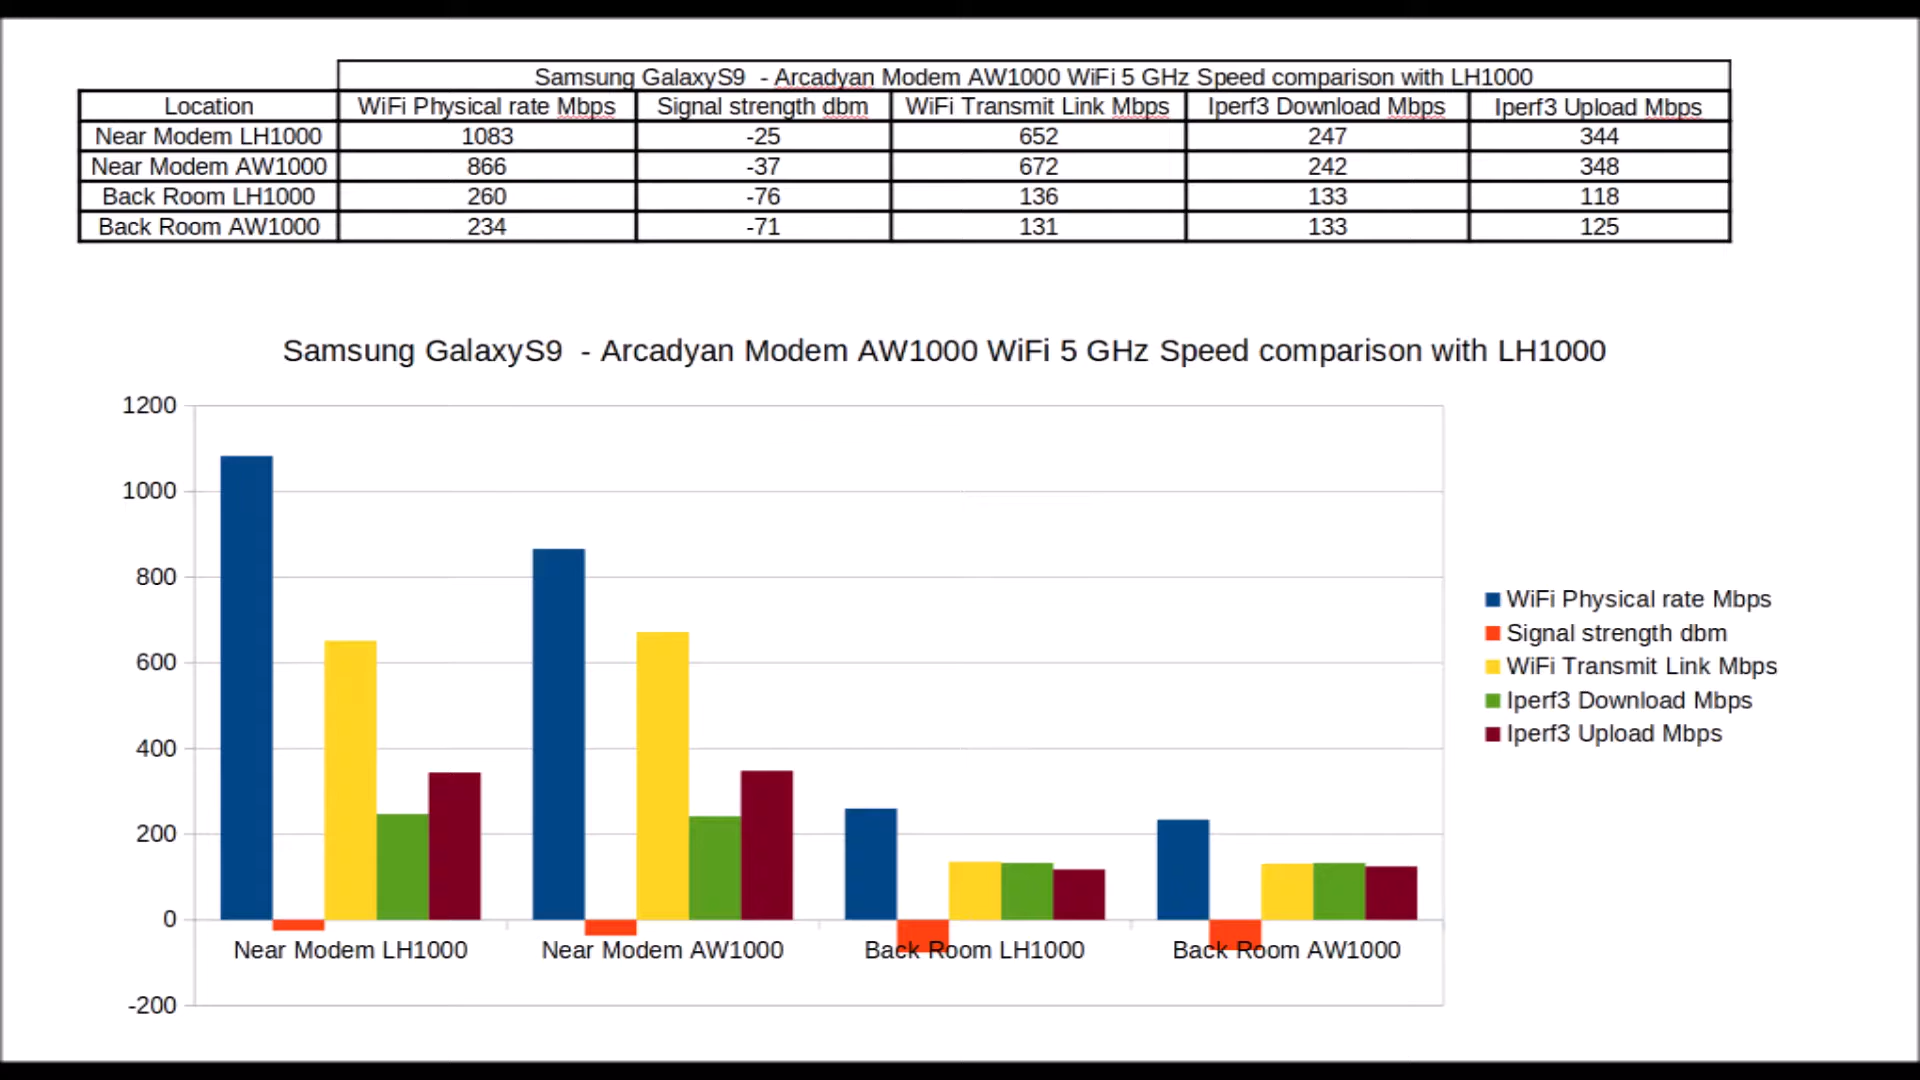 Samsung GalaxyS9  - Arcadyan Modem AW1000 WiFi 5 GHz Speed comparison with LH1000
Location WiFi Physical rate Mbps Signal strength dbm WiFi Transmit Link Mbps Iperf3 Download Mbps Iperf3 Upload Mbps
Near Modem LH1000 1083 -25 652 247 344
Near Modem AW1000 866 -37 672 242 348
Back Room LH1000 260 -76 136 133 118
Back Room AW1000 234 -71 131 133 125
Samsung GalaxyS9  - Arcadyan Modem AW1000 WiFi 5 GHz Speed comparison with LH1000
1200
1000
800
600
400
200
0
-200
Near Modem LH1000 Near Modem AW1000 Back Room LH1000 Back Room AW1000
WiFi Physical rate Mbps
Signal strength dbm
WiFi Transmit Link Mbps
Iperf3 Download Mbps
Iperf3 Upload Mbps